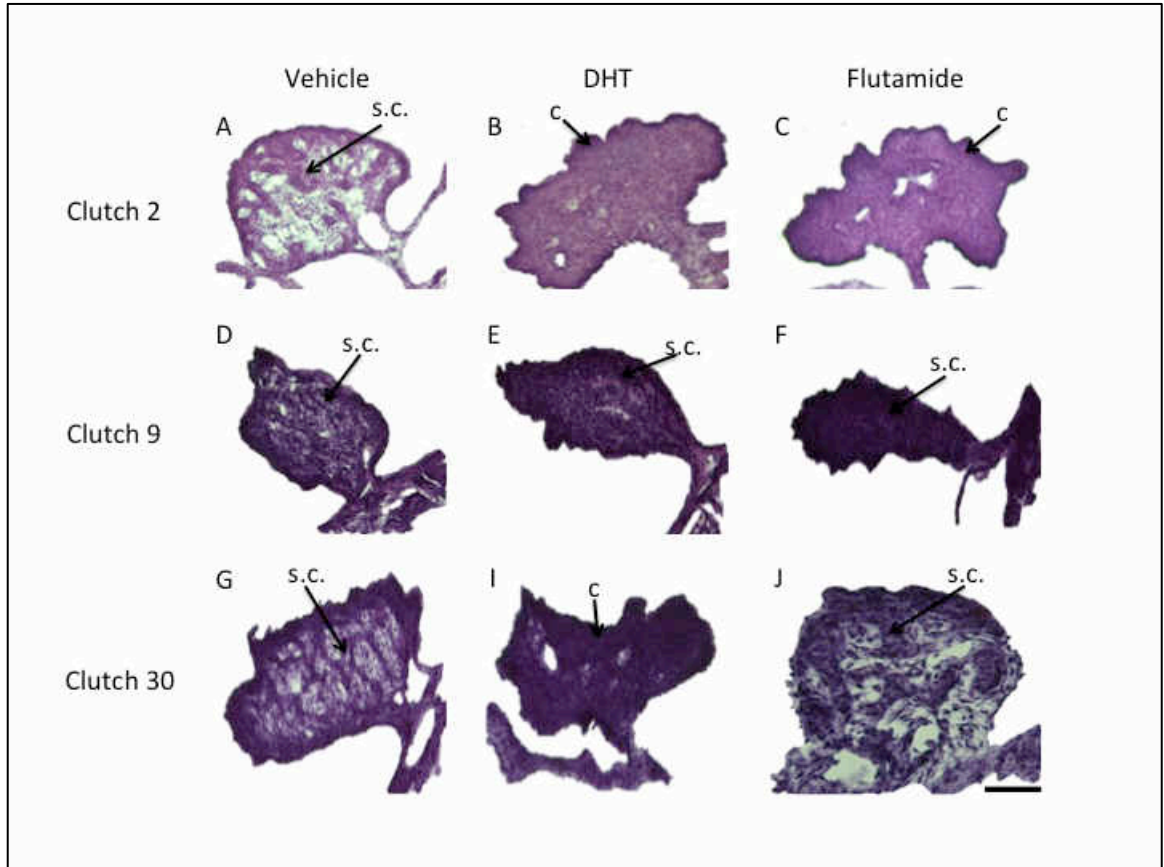 Vehicle DHT Flutamide
A s.c. B c C c
Clutch 2
D s.c. E s.c. F s.c.
Clutch 9
G s.c. I c J s.c.
Clutch 30